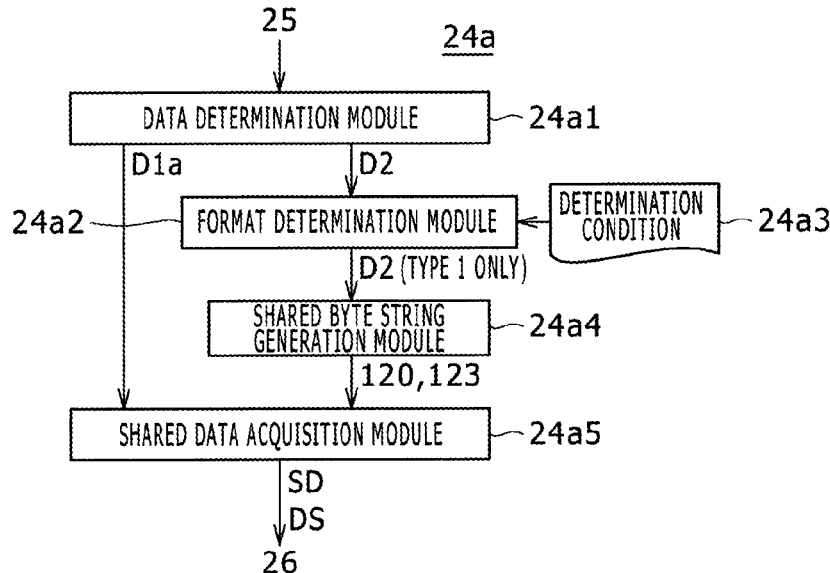 25
24a
DATA DETERMINATION MODULE
24a1
D1a
D2
24a2
FORMAT DETERMINATION MODULE
DETERMINATION
CONDITION
24a3
D2 (TYPE 1 ONLY)
SHARED BYTE STRING
GENERATION MODULE
24a4
120,123
SHARED DATA ACQUISITION MODULE
24a5
SD
DS
26